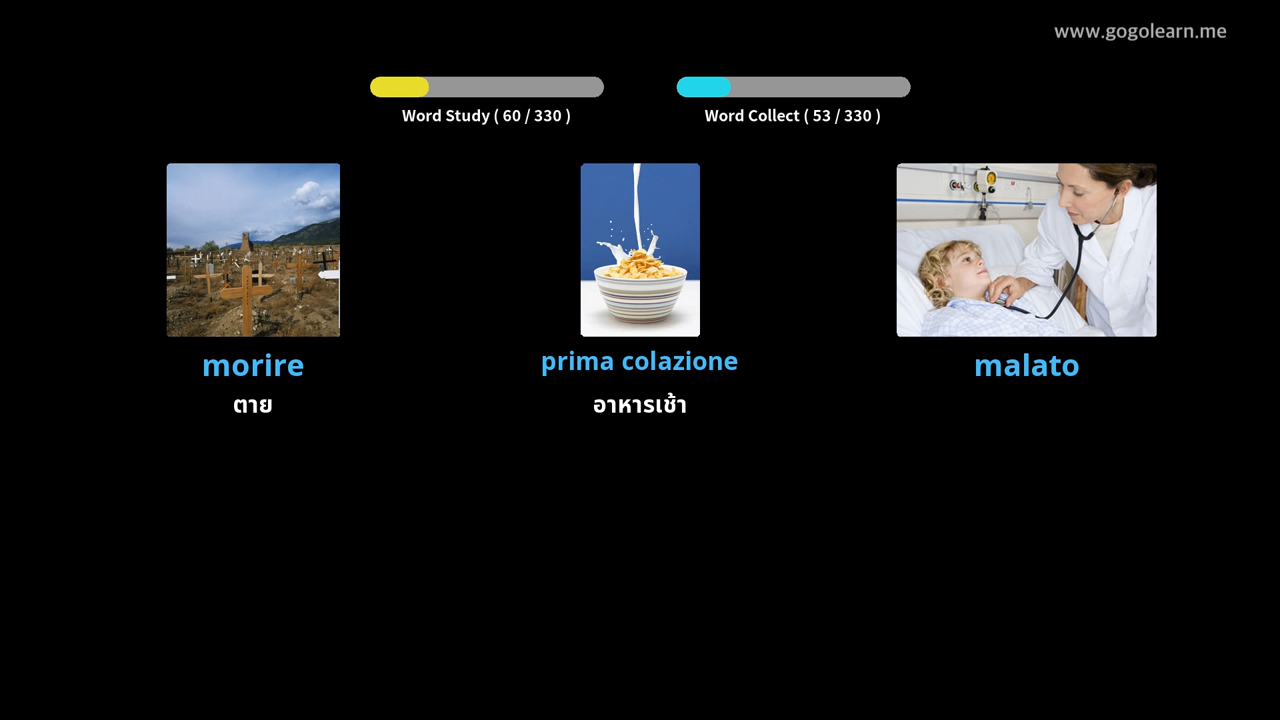 www.gogolearn.me
Word Study ( 60 / 330 )
Word Collect ( 53 / 330 )
morire
prima colazione
malato
ตาย
อาหารเช้า